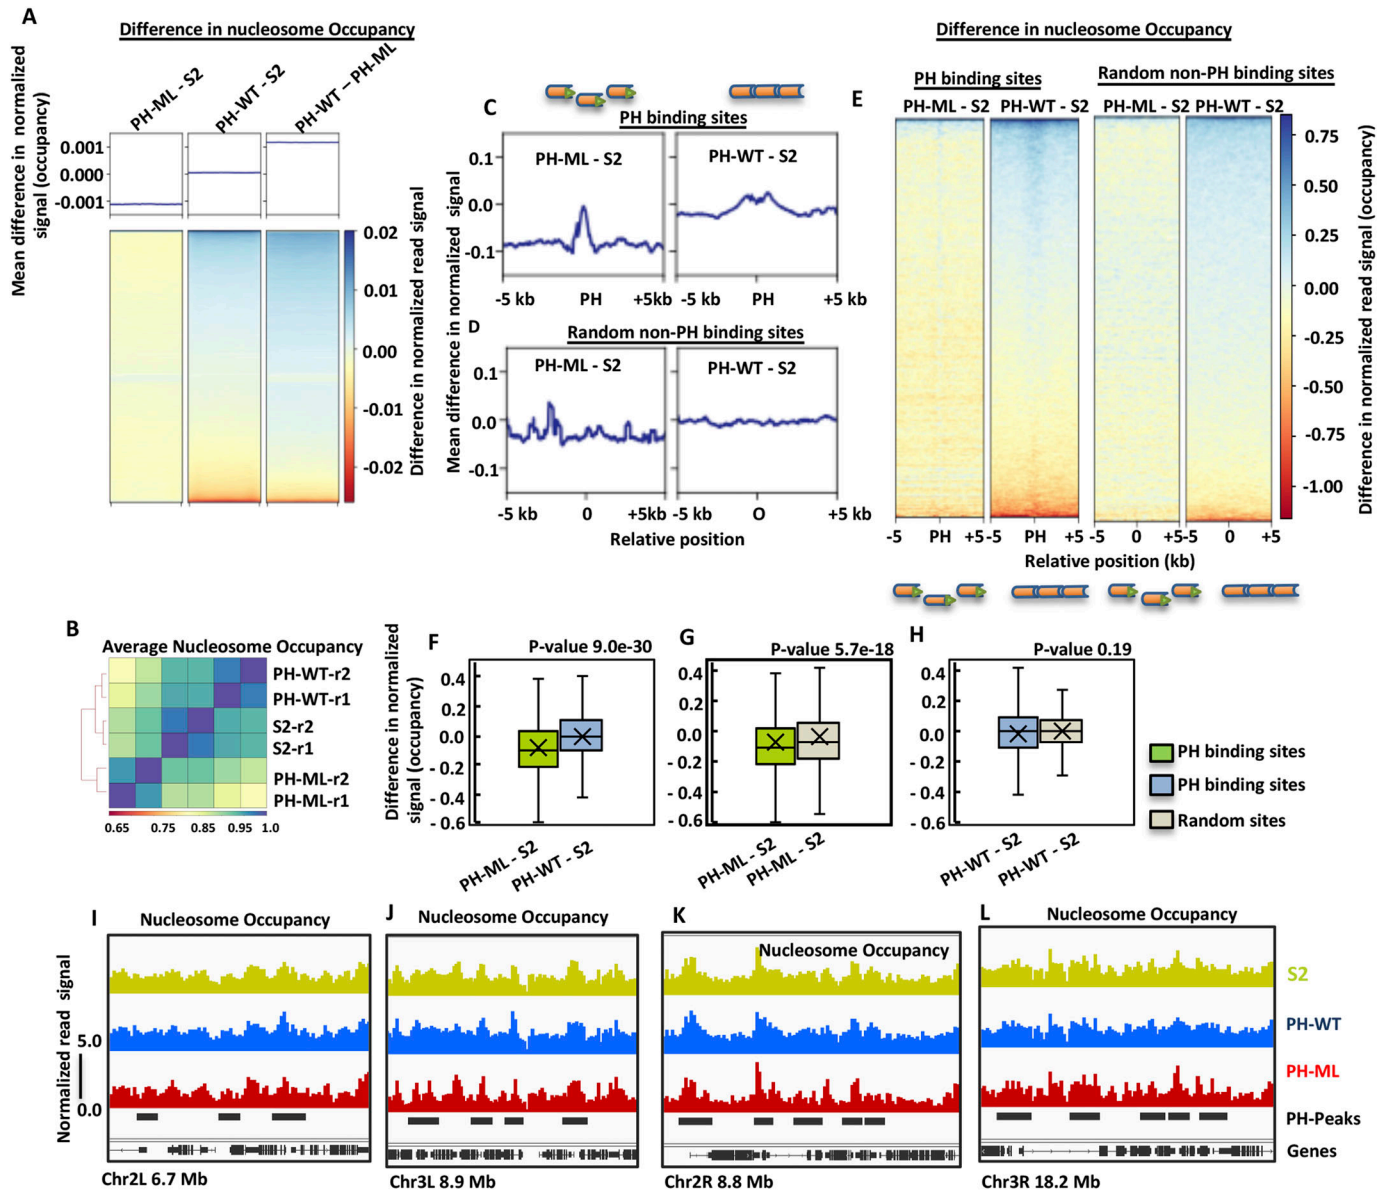 A
Difference in nucleosome Occupancy
PH-ML - S2
PH-WT - S2
PH-WT – PH-ML
Mean difference in normalized
signal (occupancy
0.001
0.000
-0.001
0.02
0.01
0.00
-0.01
-0.02
Difference in normalized read signal
C
PH binding sites
PH-ML - S2
PH-WT - S2
0.1
0.0
-0.1
-5 kb
PH
+5kb
-5 kb
PH
+5 kb
D
Random non-PH binding sites
PH-ML - S2
PH-WT - S2
0.1
0.0
-0.1
-5 kb
0
+5kb
-5 kb
O
+5 kb
Relative position
Mean difference in normalized signal
Difference in nucleosome Occupancy
E
PH binding sites
Random non-PH binding sites
PH-ML - S2
PH-WT - S2
PH-ML - S2
PH-WT - S2
0.75
0.50
0.25
0.00
-0.25
-0.50
-0.75
-1.00
Difference in normalized read signal (occupancy)
-5
PH
+5
-5
PH
+5
-5
0
+5
-5
0
+5
Relative position (kb)
B
Average Nucleosome Occupancy
PH-WT-r2
PH-WT-r1
S2-r2
S2-r1
PH-ML-r2
PH-ML-r1
0.65
0.75
0.85
0.95
1.0
F
P-value 9.0e-30
Difference in normalized
signal (occupancy)
0.4
0.2
0.0
- 0.2
- 0.4
- 0.6
PH-ML - S2
PH-WT - S2
G
P-value 5.7e-18
0.4
0.2
0.0
- 0.2
- 0.4
- 0.6
PH-ML - S2
PH-ML - S2
H
P-value 0.19
0.4
0.2
0.0
- 0.2
- 0.4
- 0.6
PH-WT - S2
PH-WT - S2
PH binding sites
PH binding sites
Random sites
I
Nucleosome Occupancy
J
Nucleosome Occupancy
K
Nucleosome Occupancy
L
Nucleosome Occupancy
Normalized read signal
5.0
0.0
S2
PH-WT
PH-ML
PH-Peaks
Genes
Chr2L 6.7 Mb
Chr3L 8.9 Mb
Chr2R 8.8 Mb
Chr3R 18.2 Mb